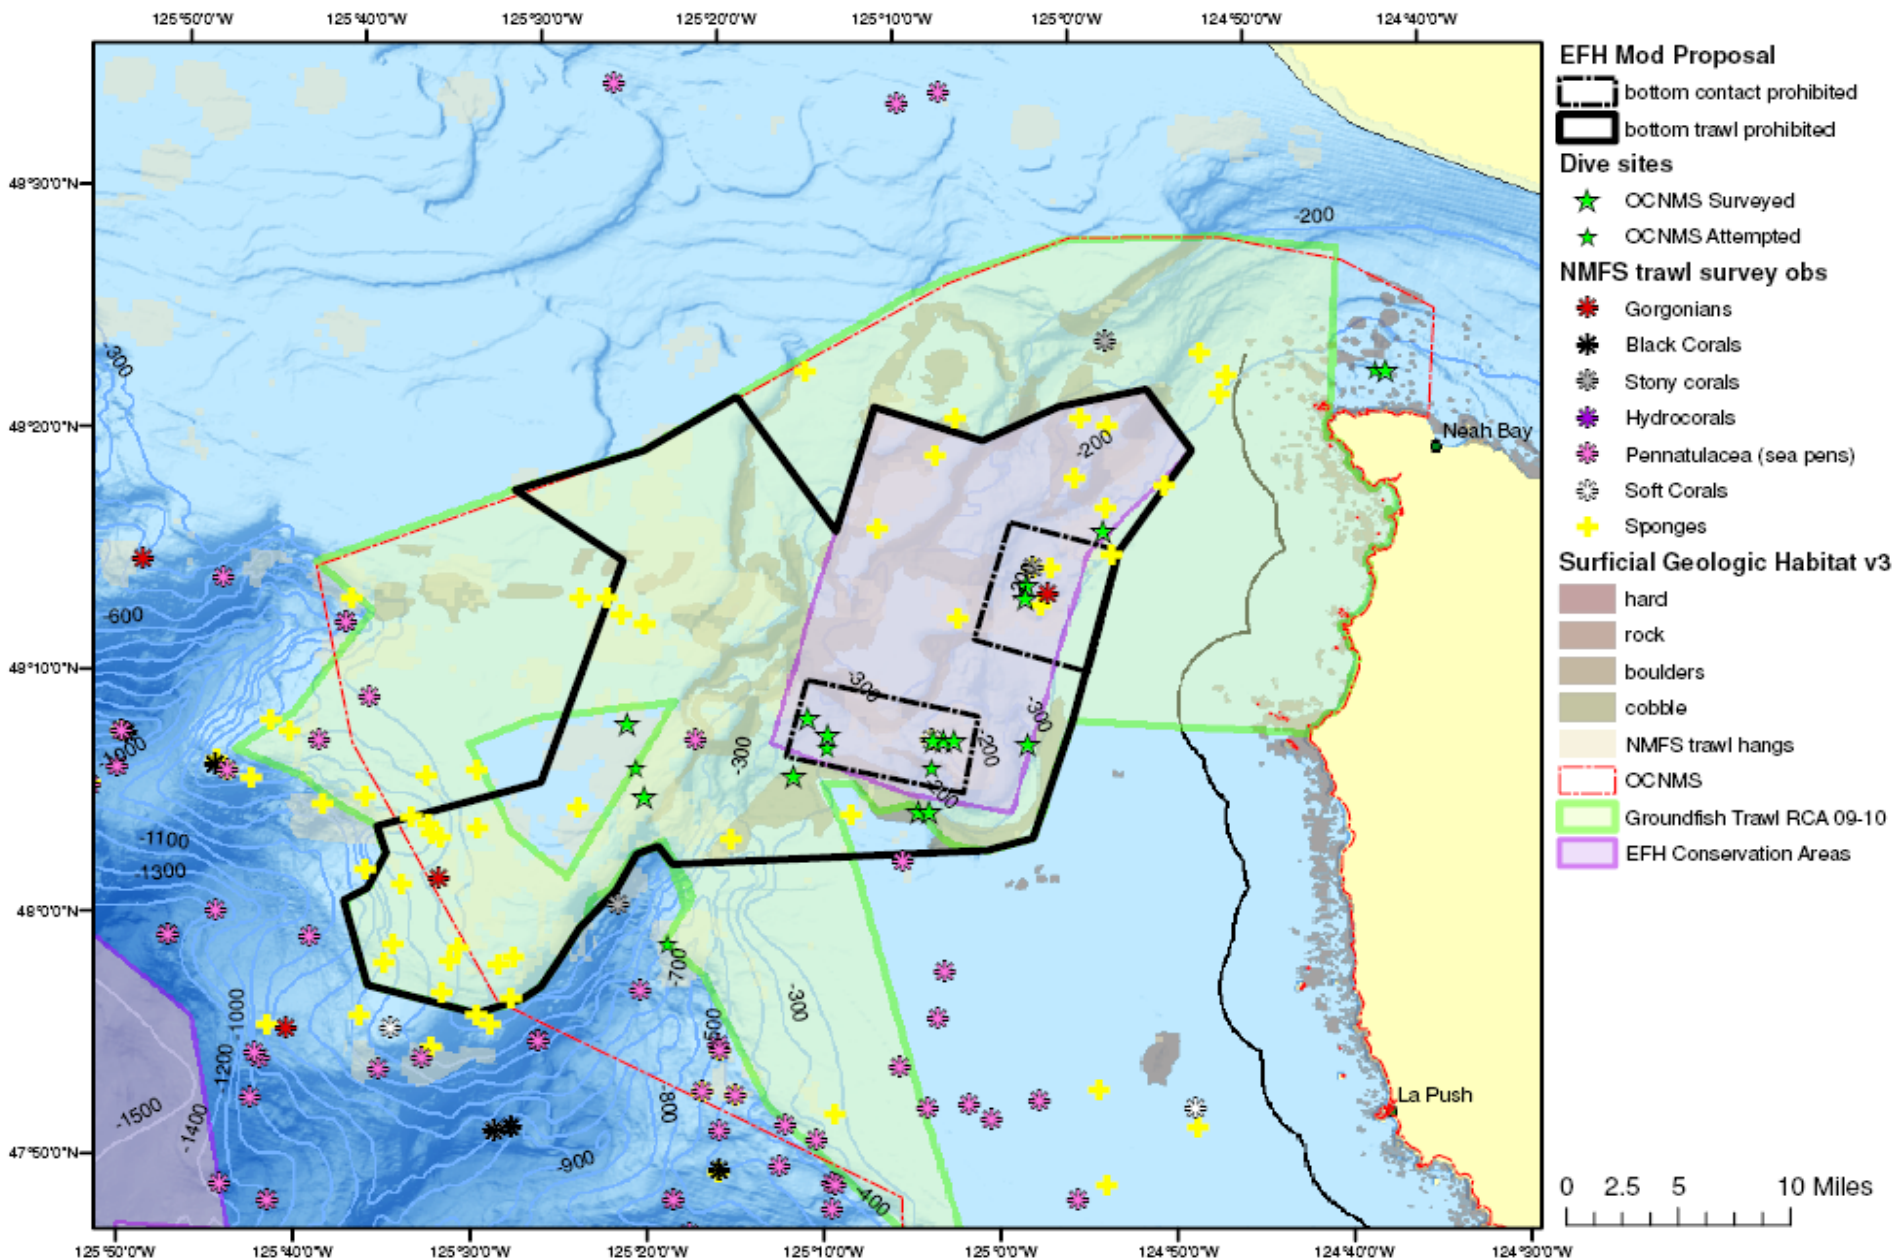 125°50'0"W 125°40'0"W 125°30'0"W 125°20'0"W 125°10'0"W 125°0'0"W 124°50'0"W 124°40'0"W
EFH Mod Proposal
bottom contact prohibited
bottom trawl prohibited
Dive sites
OCNMS Surveyed
OCNMS Attempted
NMFS trawl survey obs
Gorgonians
Black Corals
Stony corals
Hydrocorals
Pennatulacea (sea pens)
Soft Corals
Sponges
Surficial Geologic Habitat v3
hard
rock
boulders
cobble
NMFS trawl hangs
OCNMS
Groundfish Trawl RCA 09-10
EFH Conservation Areas
0 2.5 5 10 Miles
48°30'0"N
48°20'0"N
48°10'0"N
48°0'0"N
47°50'0"N
-200
-300
-200
Neah Bay
-600
-300
-300
-300
-200
-200
-1000
-1100
-1300
-700
-300
-1000
1200
-800
-1500
-1400
-900
-400
La Push
125°50'0"W 125°40'0"W 125°30'0"W 125°20'0"W 125°10'0"W 125°0'0"W 124°50'0"W 124°40'0"W 124°30'0"W